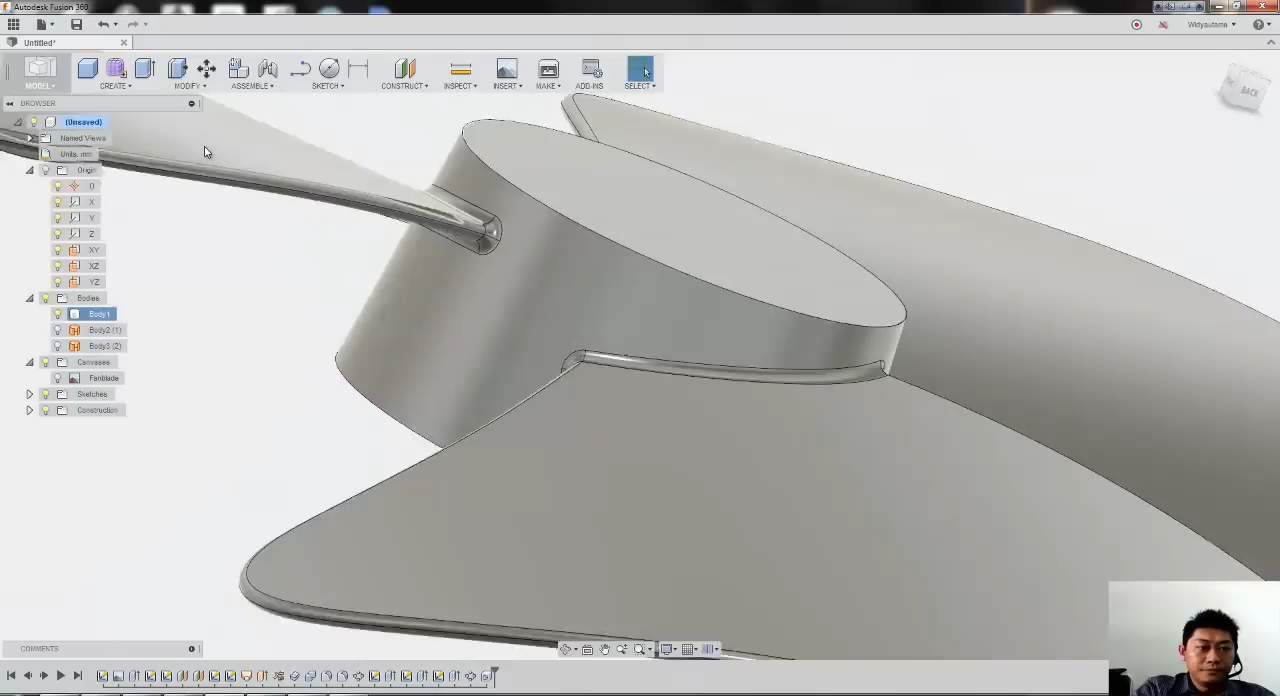 Autodesk Fusion 360
Widyautama
Untitled*
MODEL
CREATE
MODIFY
ASSEMBLE
SKETCH
CONSTRUCT
INSPECT
INSERT
MAKE
ADD-INS
SELECT
BROWSER
(Unsaved)
Named Views
Units: mm
Origin
O
X
Y
Z
XY
XZ
YZ
Bodies
Body1
Body2 (1)
Body3 (2)
Canvases
Fanblade
Sketches
Construction
BACK
COMMENTS